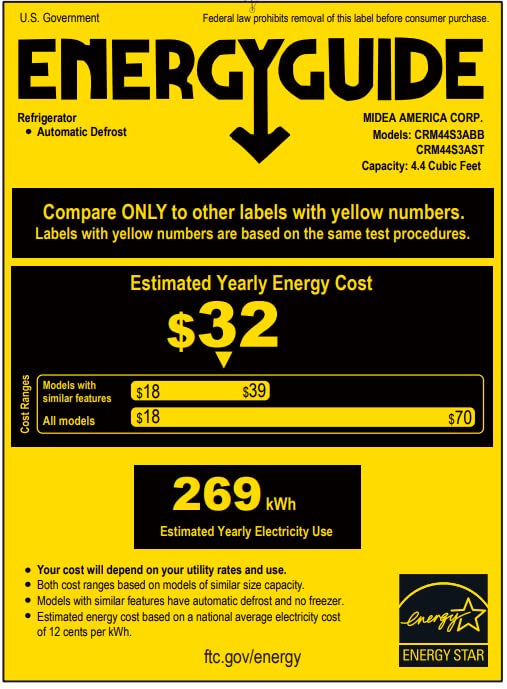 U.S. Government
Federal law prohibits removal of this label before consumer purchase.
ENERGYGUIDE
Refrigerator
• Automatic Defrost
MIDEA AMERICA CORP.
Models: CRM44S3ABB
CRM44S3AST
Capacity: 4.4 Cubic Feet
Compare ONLY to other labels with yellow numbers.
Labels with yellow numbers are based on the same test procedures.
Estimated Yearly Energy Cost
$32
Cost Ranges
Models with
similar features
$18 $39
All models $18 $70
269 kWh
Estimated Yearly Electricity Use
• Your cost will depend on your utility rates and use.
• Both cost ranges based on models of similar size capacity.
• Models with similar features have automatic defrost and no freezer.
• Estimated energy cost based on a national average electricity cost
of 12 cents per kWh.
ftc.gov/energy
energy
ENERGY STAR